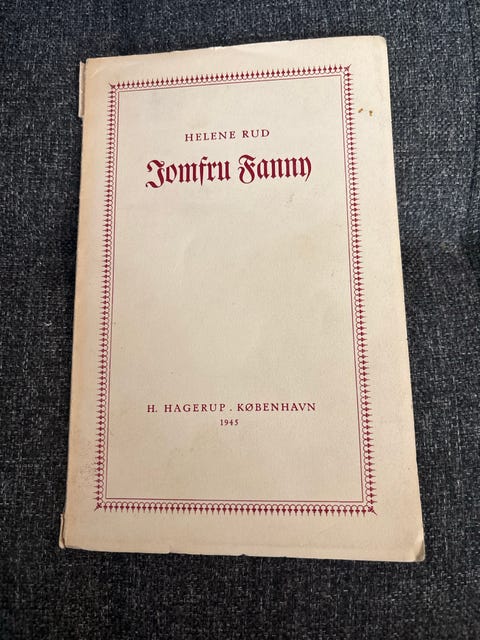 HELENE RUD
Jomfru Fanny
H. HAGERUP . KØBENHAVN
1945